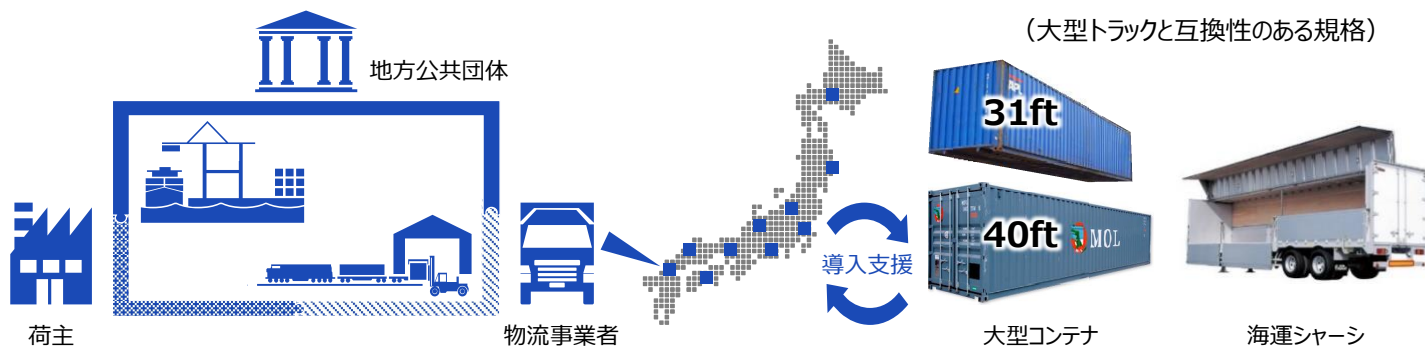 （大型トラックと互換性のある規格）
地方公共団体
31ft
40ft
MOL
導入支援
荷主
物流事業者
大型コンテナ
海運シャーシ